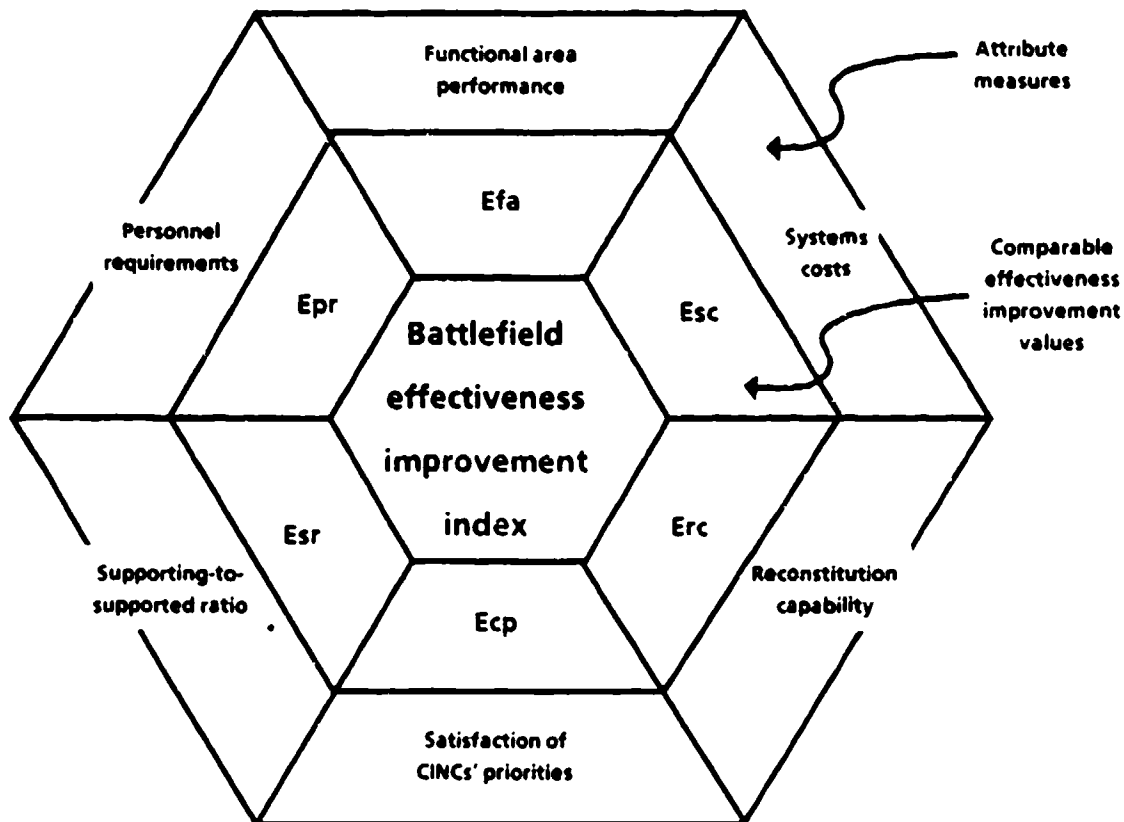 Functional area
performance
Attribute
measures
Efa
Personnel
requirements
Systems
costs
Comparable
effectiveness
improvement
values
Epr
Esc
Battlefield
effectiveness
improvement
index
Esr
Erc
Supporting-to-
supported ratio
Reconstitution
capability
Ecp
Satisfaction of
CINCs' priorities